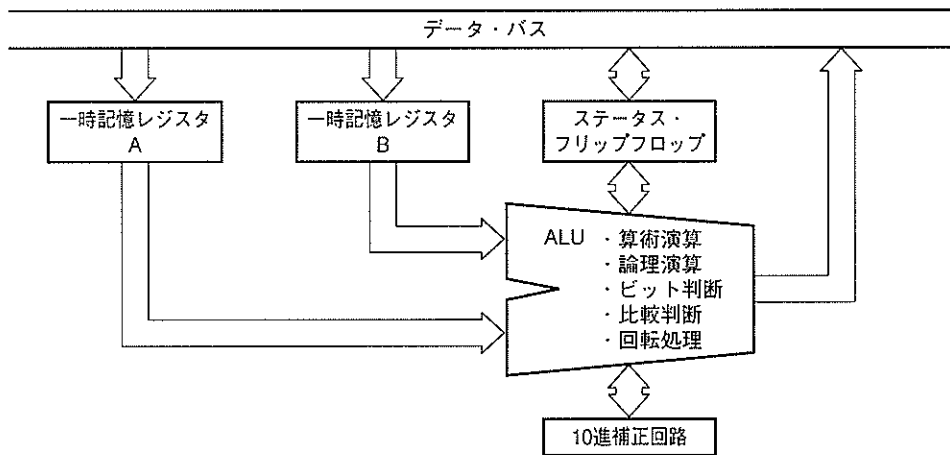 データ・バス
一時記憶レジスタ
A
一時記憶レジスタ
B
ステータス・
フリップフロップ
ALU ・算術演算
・論理演算
・ビット判断
・比較判断
・回転処理
10進補正回路